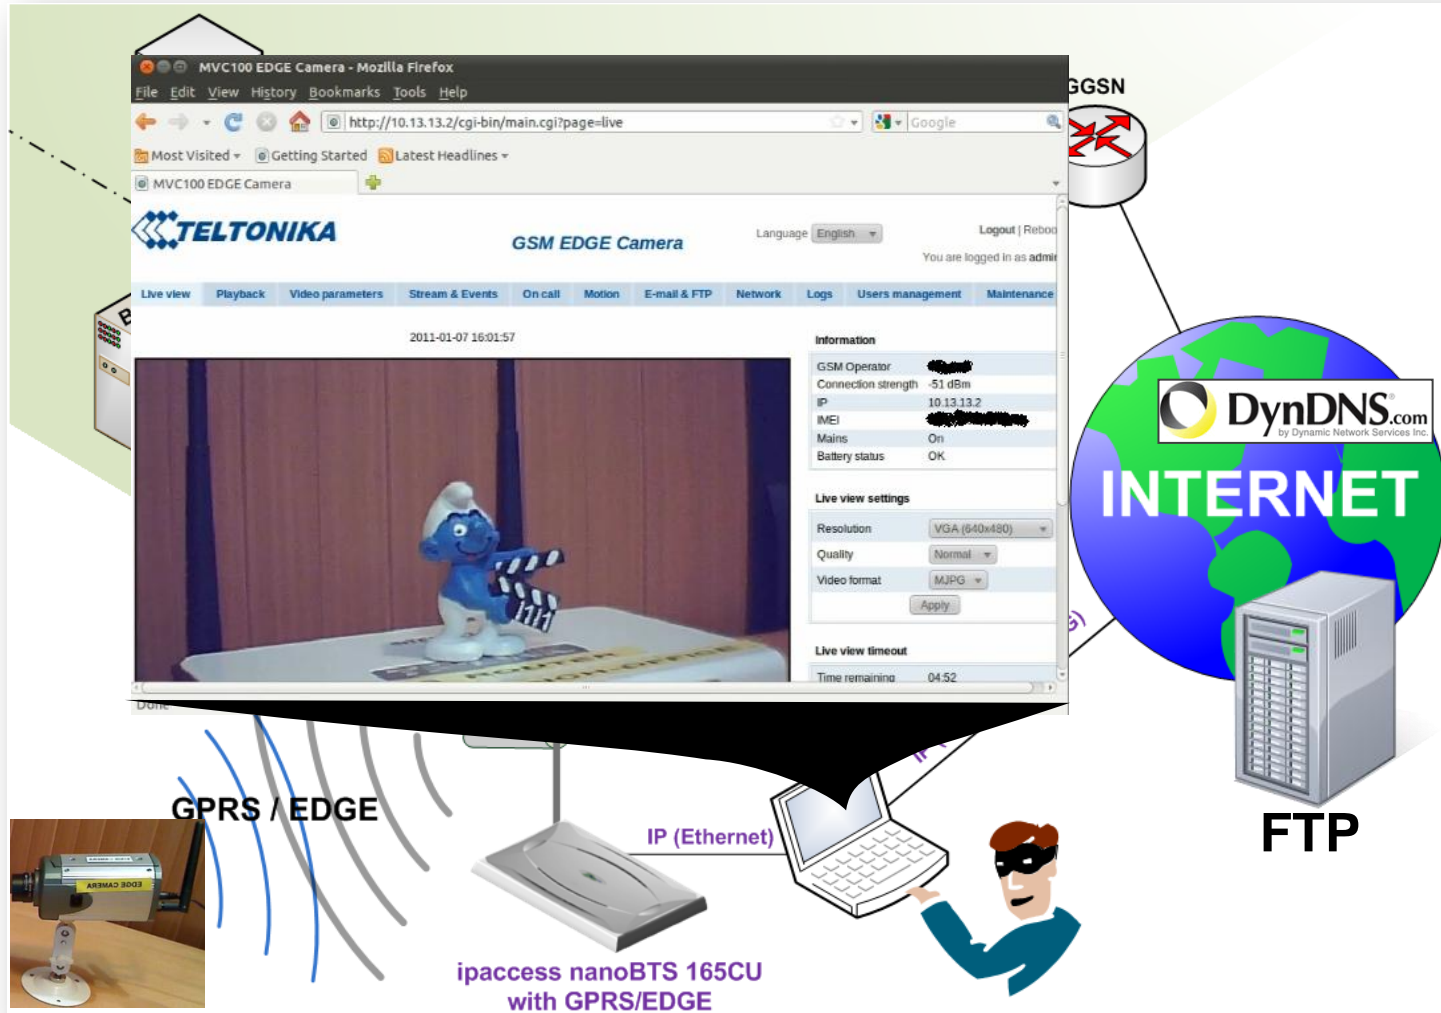 GGSN
MVC100 EDGE Camera - Mozilla Firefox
File Edit View History Bookmarks Tools Help
http://10.13.13.2/cgi-bin/main.cgi?page=live
Google
Most Visited Getting Started Latest Headlines
MVC100 EDGE Camera
TELTONIKA
GSM EDGE Camera
Language English
Logout | Reboo
You are logged in as admin
Live view Playback Video parameters Stream & Events On call Motion E-mail & FTP Network Logs Users management Maintenance
2011-01-07 16:01:57
Information
GSM Operator
Connection strength -51 dBm
IP 10.13.13.2
IMEI
Mains On
Battery status OK
Live view settings
Resolution VGA (640x480)
Quality Normal
Video format MJPG
Apply
Live view timeout
Time remaining 04:52
Done
DynDNS.com
by Dynamic Network Services Inc.
INTERNET
FTP
GPRS / EDGE
EDGE CAMERA
IP (Ethernet)
ipaccess nanoBTS 165CU
with GPRS/EDGE